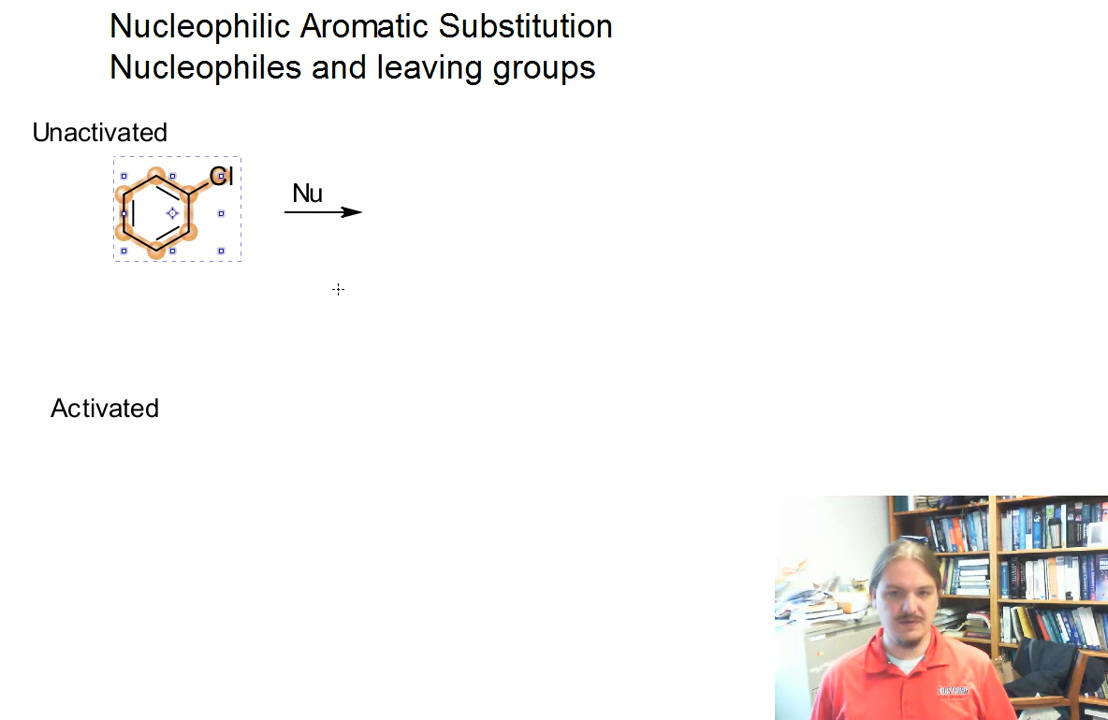 Nucleophilic Aromatic Substitution
Nucleophiles and leaving groups
Unactivated
Cl
Nu
Activated